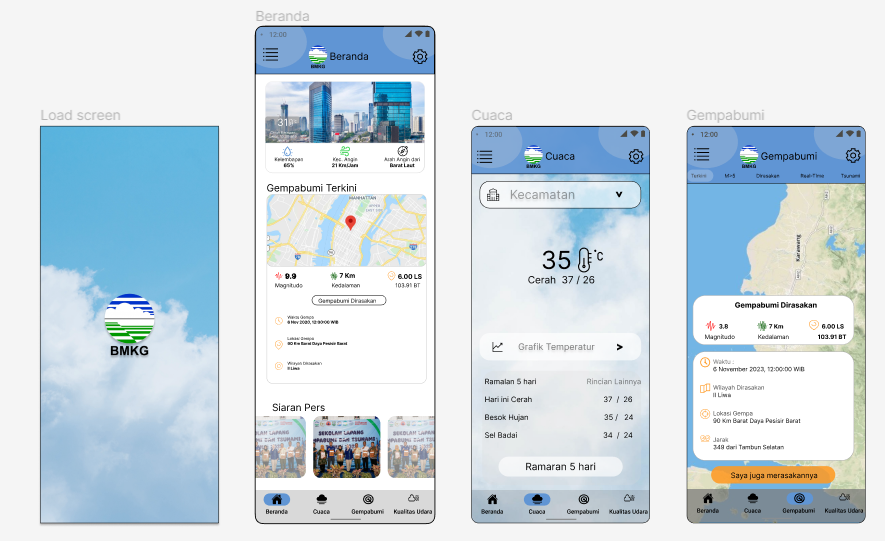 Load screen
BMKG
Beranda
12:00
BMKG
Beranda
31
Kelembapan
65%
Kec. Angin
21 Km/Jam
Arah Angin dari
Barat Laut
Gempabumi Terkini
MANHATTAN
9.9
Magnitudo
7 Km
Kedalaman
6.00 LS
103.91 BT
Gempabumi Dirasakan
Waktu Gempa
6 Nov 2023, 12:00:00 WIB
Lokasi Gempa
90 Km Barat Daya Pesisir Barat
Wilayan Dirasakan
II Liwa
Siaran Pers
SEKOLAH LAPANG
GEMPABUMI DAN TSUNAMI
Beranda
Cuaca
Gempabumi
Kualitas Udara
Cuaca
12:00
BMKG
Cuaca
Kecamatan
35 °C
Cerah 37 / 26
Grafik Temperatur >
Ramalan 5 hari
Rincian Lainnya
Hari ini Cerah 37 / 26
Besok Hujan 35 / 24
Sel Badai 34 / 24
Ramaran 5 hari
Beranda
Cuaca
Gempabumi
Kualitas Udara
Gempabumi
12:00
BMKG
Gempabumi
Terkini
M>5
Dirasakan
Real-Time
Tsunami
Karawang
Gempabumi Dirasakan
3.8
Magnitudo
7 Km
Kedalaman
6.00 LS
103.91 BT
Waktu :
6 November 2023, 12:00:00 WIB
Wilayah Dirasakan
II Liwa
Lokasi Gempa
90 Km Barat Daya Pesisir Barat
Jarak
349 dari Tambun Selatan
Saya juga merasakannya
Beranda
Cuaca
Gempabumi
Kualitas Udara